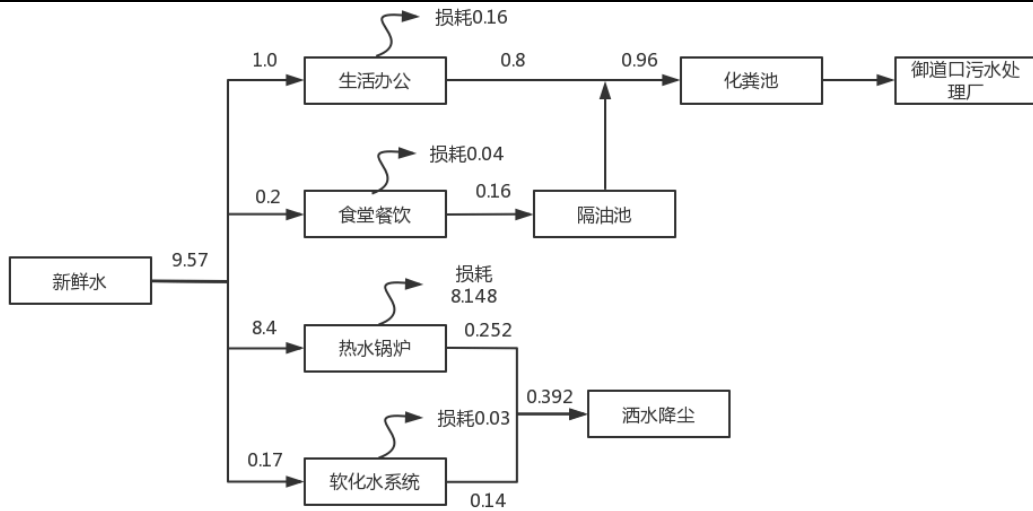 损耗0.16
1.0
生活办公
0.8
0.96
化粪池
御道口污水处
理厂
损耗0.04
0.2
食堂餐饮
0.16
隔油池
新鲜水
9.57
损耗
8.148
8.4
热水锅炉
0.252
0.392
洒水降尘
损耗0.03
0.17
软化水系统
0.14